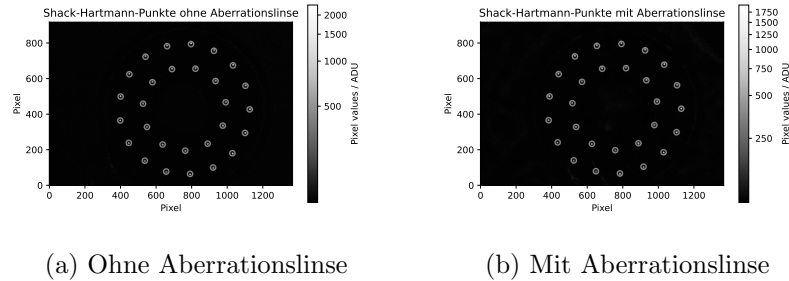 Shack-Hartmann-Punkte ohne Aberrationslinse
800
600
400
200
0
0 200 400 600 800 1000 1200
Pixel
Pixel
2000
1500
1000
500
Pixel values / ADU
(a) Ohne Aberrationslinse
Shack-Hartmann-Punkte mit Aberrationslinse
800
600
400
200
0
0 200 400 600 800 1000 1200
Pixel
Pixel
1750
1500
1250
1000
750
500
250
Pixel values / ADU
(b) Mit Aberrationslinse